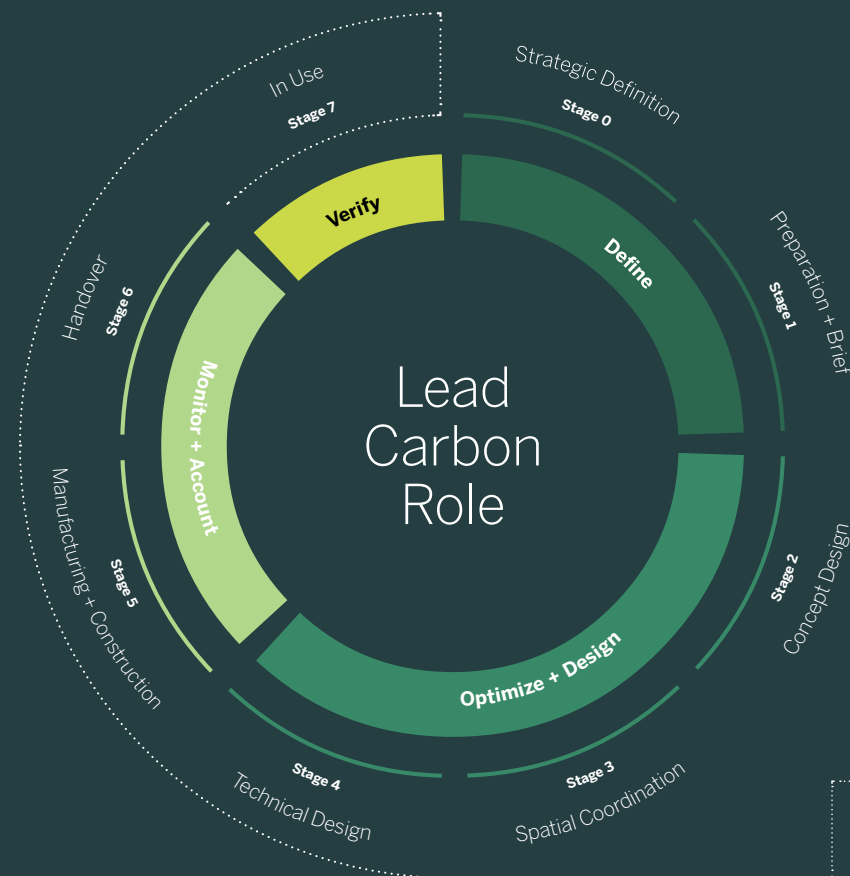 Lead
Carbon
Role
Define
Optimize + Design
Monitor + Account
Verify
Strategic Definition
Stage 0
Preparation + Brief
Stage 1
Concept Design
Stage 2
Spatial Coordination
Stage 3
Technical Design
Stage 4
Manufacturing + Construction
Stage 5
Handover
Stage 6
In Use
Stage 7